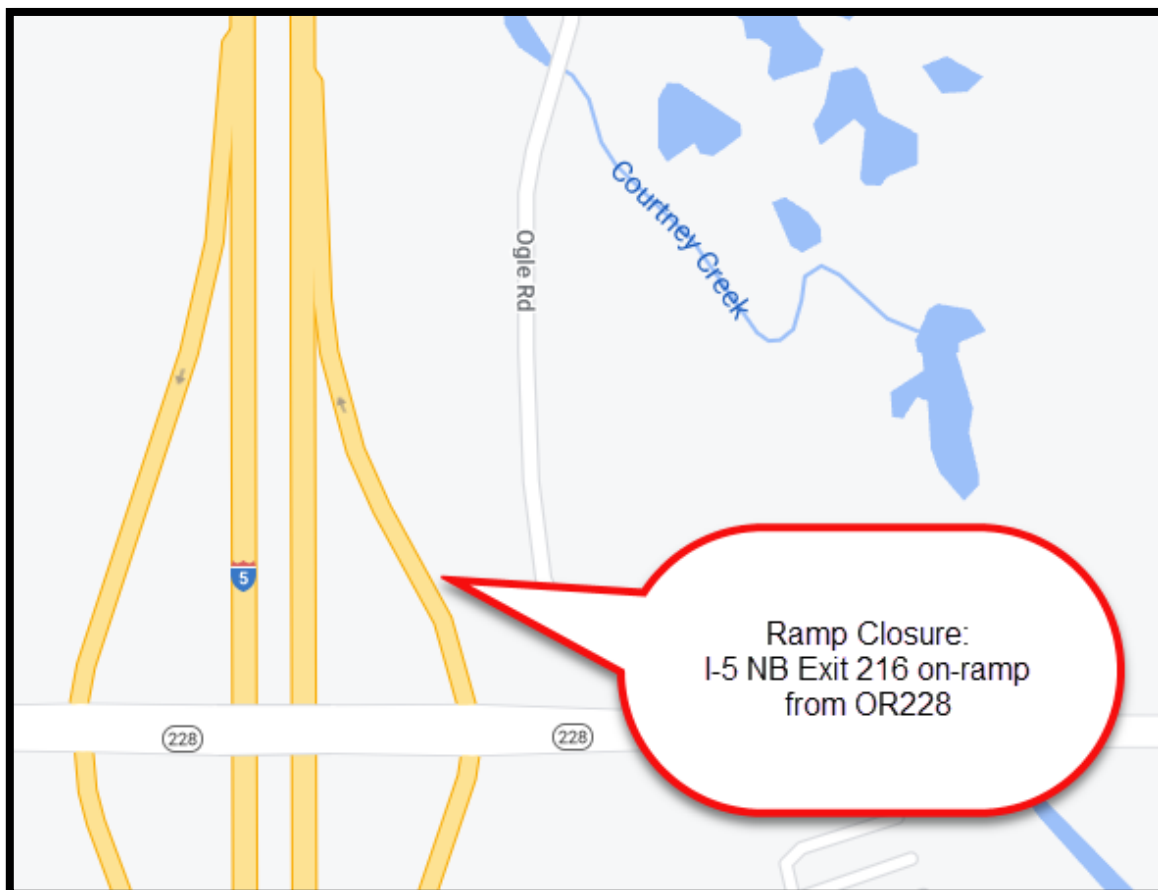 Courtney Creek
Ogle Rd
5
Ramp Closure:
I-5 NB Exit 216 on-ramp
from OR228
228
228